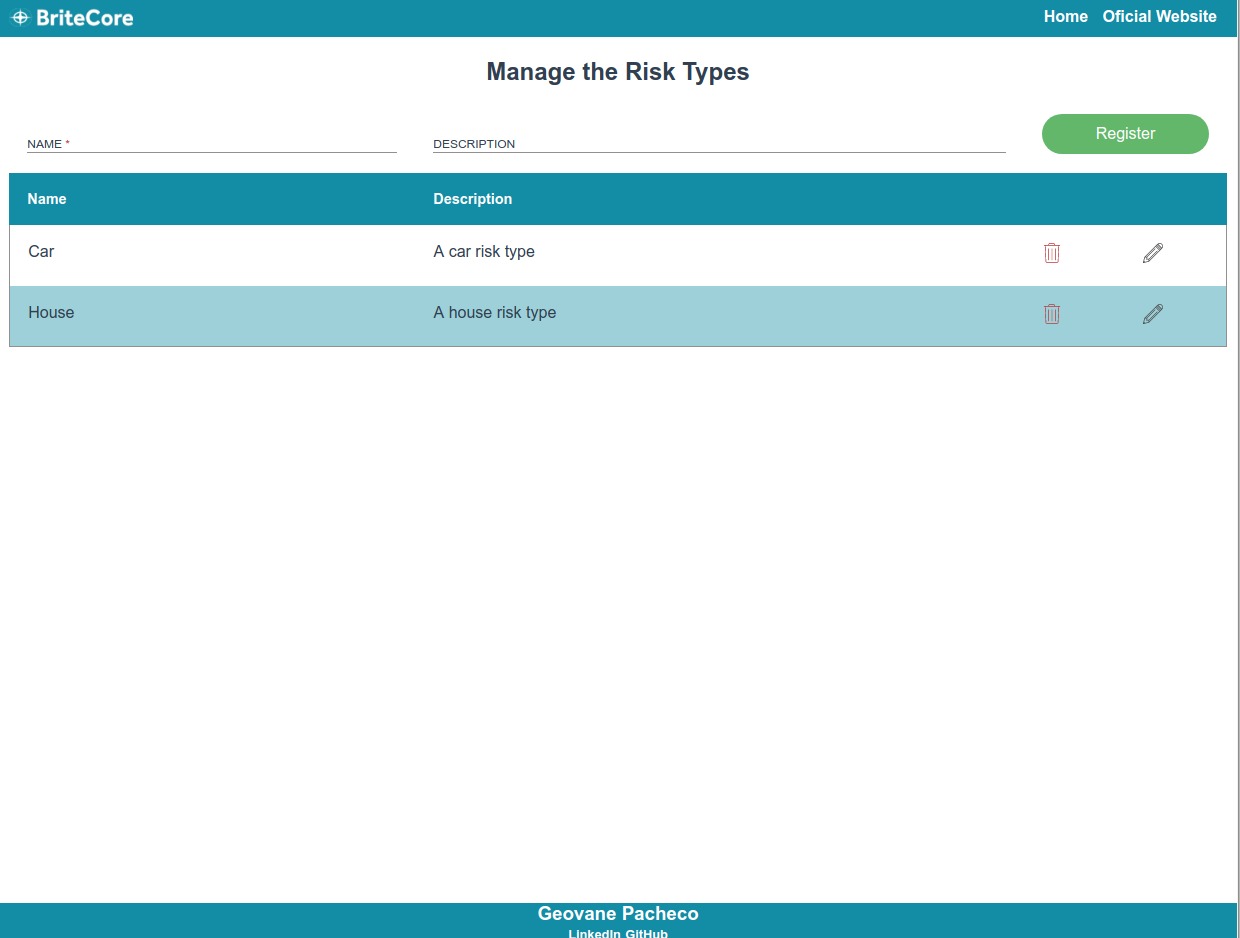 BriteCore Home Oficial Website
Manage the Risk Types
NAME * DESCRIPTION Register
Name Description
Car A car risk type
House A house risk type
Geovane Pacheco
LinkedIn GitHub